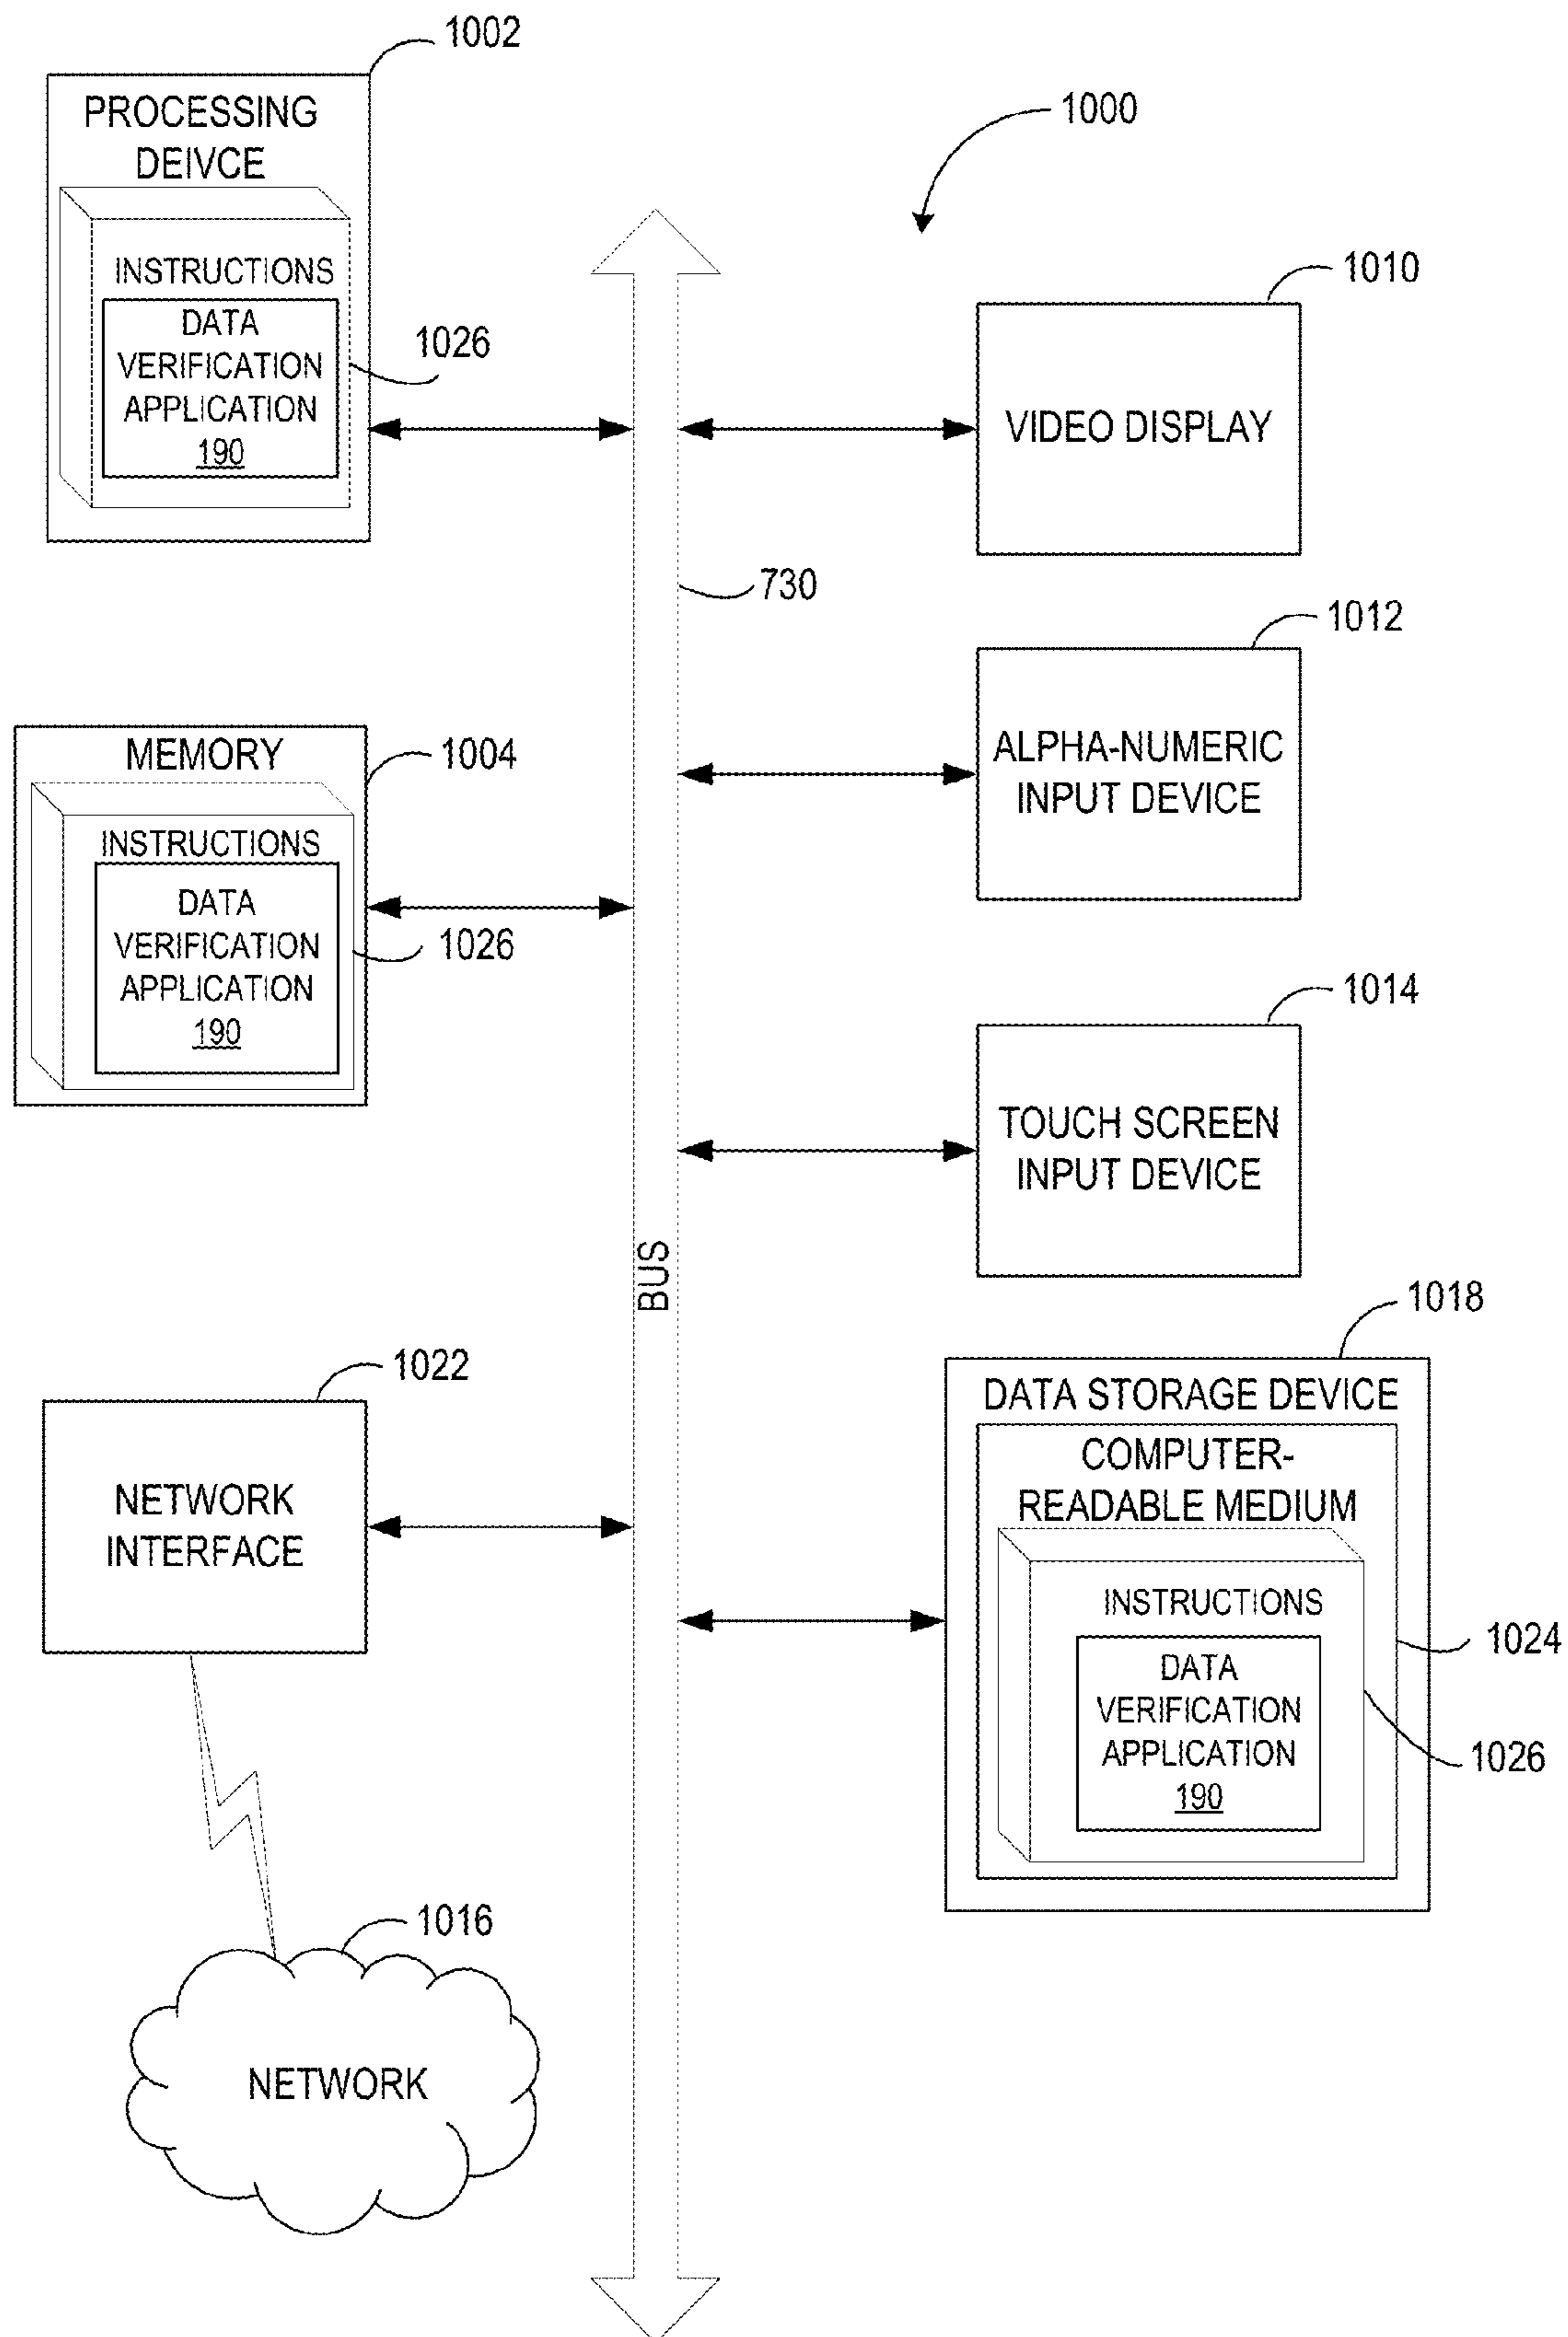 1002
PROCESSING
DEIVCE
INSTRUCTIONS
DATA
VERIFICATION
APPLICATION
190
1026
1000
1010
VIDEO DISPLAY
730
1012
ALPHA-NUMERIC
INPUT DEVICE
MEMORY
1004
INSTRUCTIONS
DATA
VERIFICATION
APPLICATION
190
1026
1014
TOUCH SCREEN
INPUT DEVICE
BUS
1022
NETWORK
INTERFACE
1018
DATA STORAGE DEVICE
COMPUTER-
READABLE MEDIUM
INSTRUCTIONS
DATA
VERIFICATION
APPLICATION
190
1024
1026
1016
NETWORK